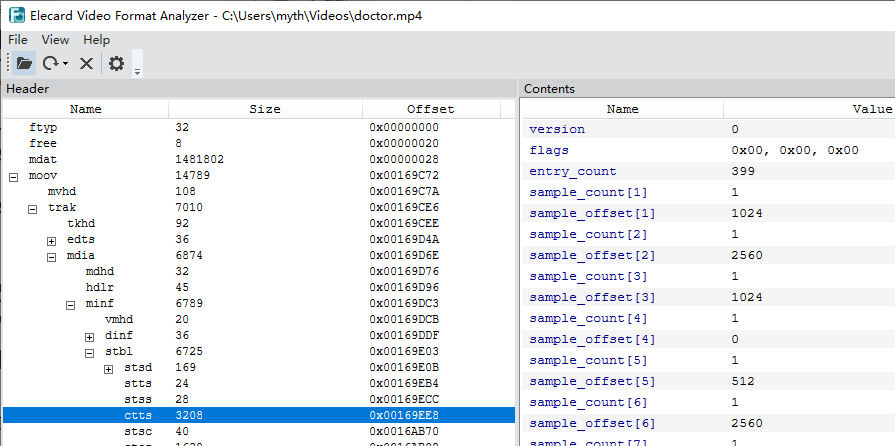 Elecard Video Format Analyzer - C:\Users\myth\Videos\doctor.mp4
File View Help
Header
Name Size Offset
ftyp 32 0x00000000
free 8 0x00000020
mdat 1481802 0x00000028
moov 14789 0x00169C72
mvhd 108 0x00169C7A
trak 7010 0x00169CE6
tkhd 92 0x00169CEE
edts 36 0x00169D4A
mdia 6874 0x00169D6E
mdhd 32 0x00169D76
hdlr 45 0x00169D96
minf 6789 0x00169DC3
vmhd 20 0x00169DCB
dinf 36 0x00169DDF
stbl 6725 0x00169E03
stsd 169 0x00169E0B
stts 24 0x00169EB4
stss 28 0x00169ECC
ctts 3208 0x00169EE8
stsc 40 0x0016AB70
Contents
Name Value
version 0
flags 0x00, 0x00, 0x00
entry_count 399
sample_count[1] 1
sample_offset[1] 1024
sample_count[2] 1
sample_offset[2] 2560
sample_count[3] 1
sample_offset[3] 1024
sample_count[4] 1
sample_offset[4] 0
sample_count[5] 1
sample_offset[5] 512
sample_count[6] 1
sample_offset[6] 2560